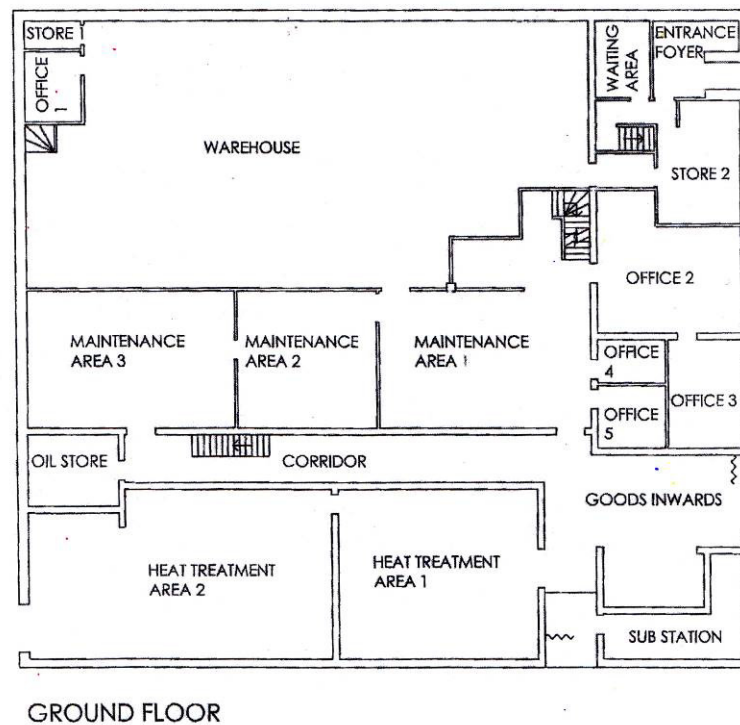 STORE
OFFICE
1
WAITING
AREA
ENTRANCE
FOYER
WAREHOUSE
STORE 2
OFFICE 2
MAINTENANCE
AREA 3
MAINTENANCE
AREA 2
MAINTENANCE
AREA 1
OFFICE
4
OFFICE 3
OFFICE
5
OIL STORE
CORRIDOR
GOODS INWARDS
HEAT TREATMENT
AREA 2
HEAT TREATMENT
AREA 1
SUB STATION
GROUND FLOOR